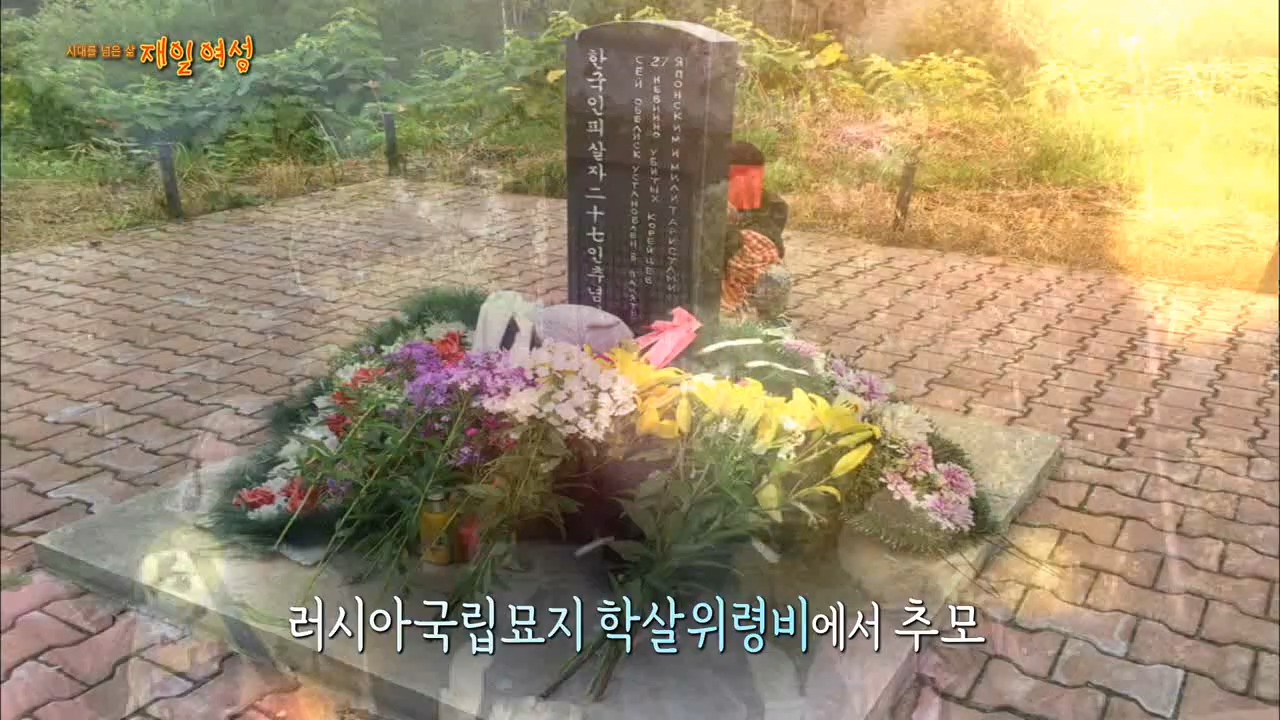 시대를 넘은 삶 재일 여성
한국인피살자二十七인추념
СЕЙ ОБЕЛИСК УСТАНОВЛЕН В ПАМЯТЬ
27 НЕВИННО УБИТЫХ КОРЕЙЦЕВ
ЯПОНСКИМИ МИЛИТАРИСТАМИ
러시아국립묘지 학살위령비에서 추모